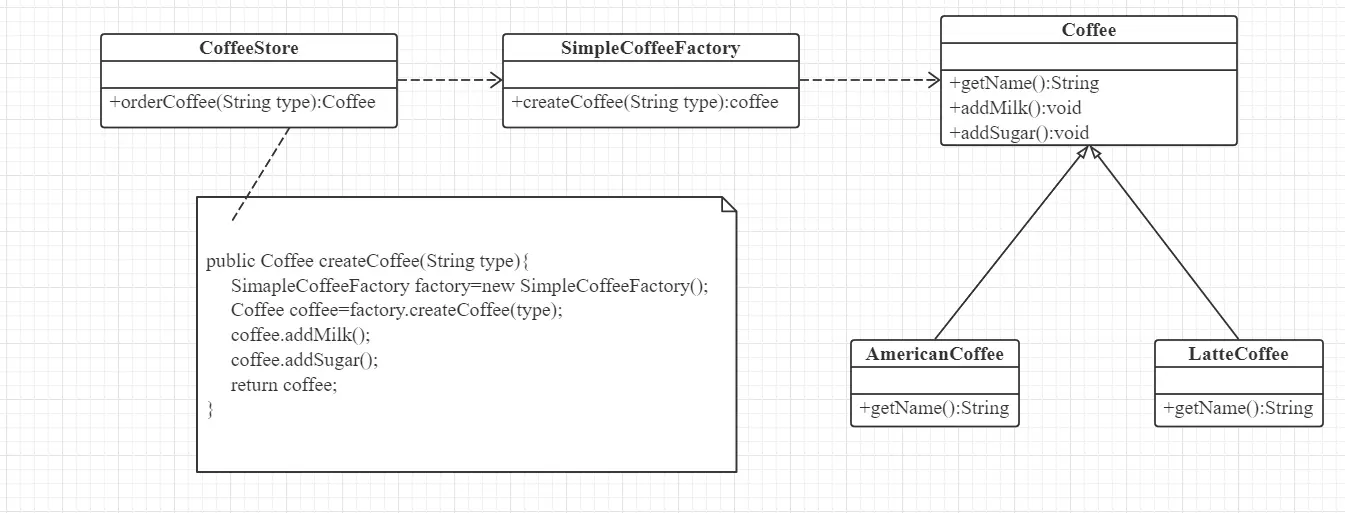 CoffeeStore
+orderCoffee(String type):Coffee
SimpleCoffeeFactory
+createCoffee(String type):coffee
Coffee
+getName():String
+addMilk():void
+addSugar():void
public Coffee createCoffee(String type){
SimapleCoffeeFactory factory=new SimpleCoffeeFactory();
Coffee coffee=factory.createCoffee(type);
coffee.addMilk();
coffee.addSugar();
return coffee;
}
AmericanCoffee
+getName():String
LatteCoffee
+getName():String